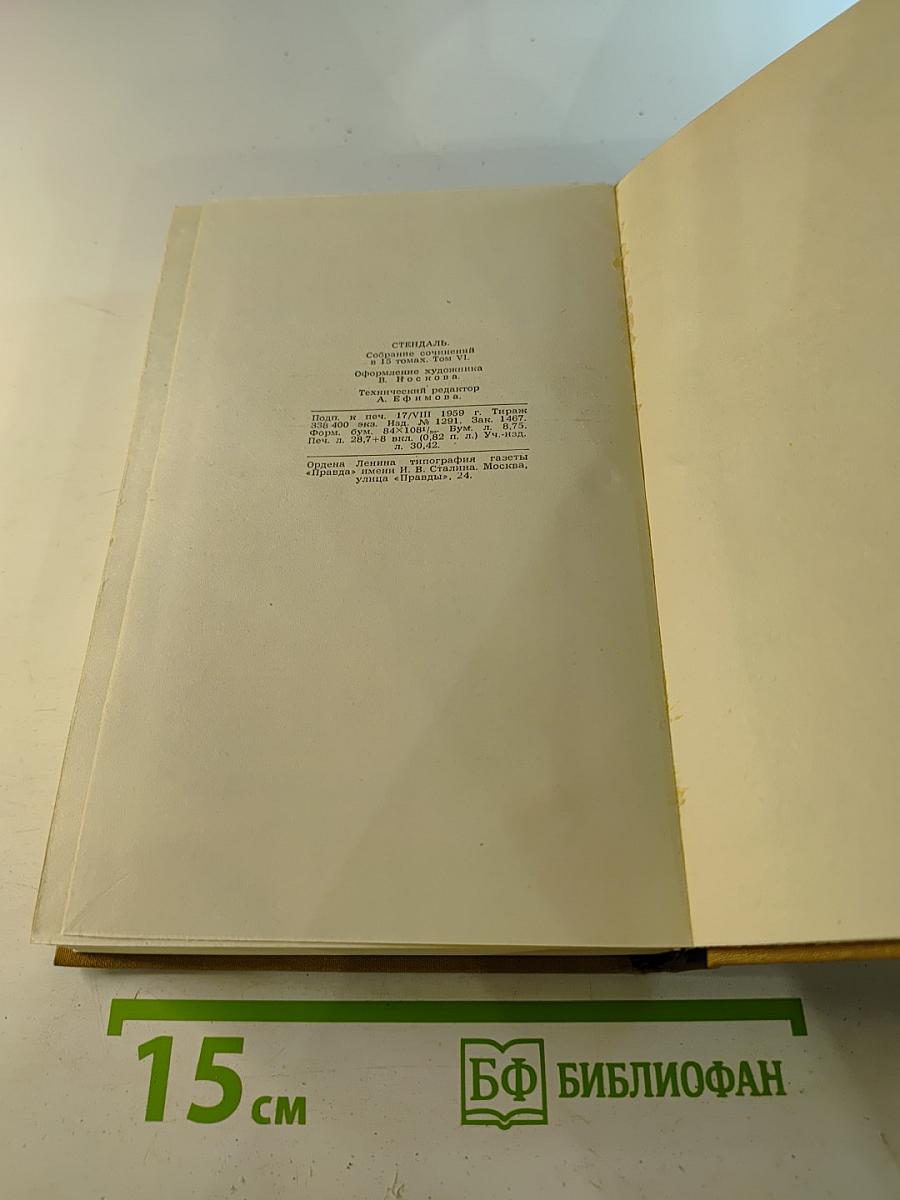 СТЕНДАЛЬ.
Собрание сочинений
в 15 томах. Том VI.
Оформление художника
В. Носкова.
Технический редактор
А. Ефимова.
Подп. к печ. 17/VIII 1959 г. Тираж
338 400 экз. Изд. № 1291. Зак. 1467.
Форм. бум. 84×108¹/ Бум. л. 8,75.
Печ. л. 28,7+8 вкл. (0,82 п. л.) Уч.-изд.
л. 30,42.
Ордена Ленина типография газеты
«Правда» имени И. В. Сталина. Москва,
улица «Правды», 24.
15 см
БФ БИБЛИОФАН